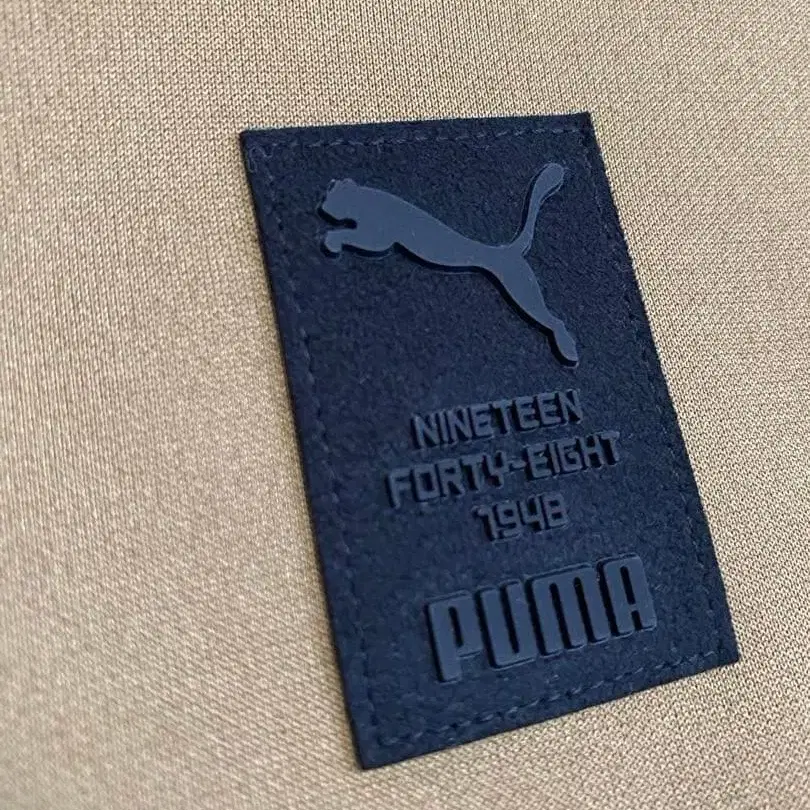 NINETEEN
FORTY-EIGHT
1948
PUMA